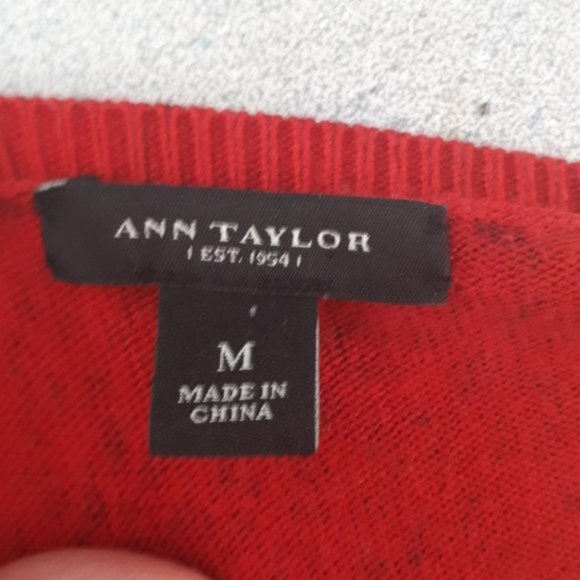 ANN TAYLOR
| EST. 1954 |
M
MADE IN
CHINA